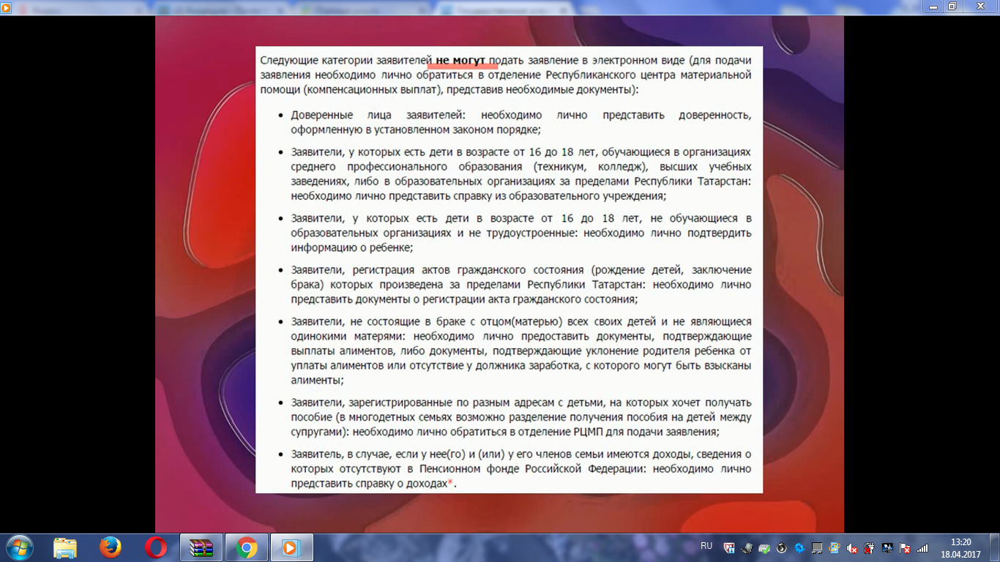 Следующие категории заявителей не могут подать заявление в электронном виде (для подачи
заявления необходимо лично обратиться в отделение Республиканского центра материальной
помощи (компенсационных выплат), представив необходимые документы):
• Доверенные лица заявителей: необходимо лично представить доверенность,
оформленную в установленном законом порядке;
• Заявители, у которых есть дети в возрасте от 16 до 18 лет, обучающиеся в организациях
среднего профессионального образования (техникум, колледж), высших учебных
заведениях, либо в образовательных организациях за пределами Республики Татарстан:
необходимо лично представить справку из образовательного учреждения;
• Заявители, у которых есть дети в возрасте от 16 до 18 лет, не обучающиеся в
образовательных организациях и не трудоустроенные: необходимо лично подтвердить
информацию о ребенке;
• Заявители, регистрация актов гражданского состояния (рождение детей, заключение
брака) которых произведена за пределами Республики Татарстан: необходимо лично
представить документы о регистрации акта гражданского состояния;
• Заявители, не состоящие в браке с отцом(матерью) всех своих детей и не являющиеся
одинокими матерями: необходимо лично предоставить документы, подтверждающие
выплаты алиментов, либо документы, подтверждающие уклонение родителя ребенка от
уплаты алиментов или отсутствие у должника заработка, с которого могут быть взысканы
алименты;
• Заявители, зарегистрированные по разным адресам с детьми, на которых хочет получать
пособие (в многодетных семьях возможно разделение получения пособия на детей между
супругами): необходимо лично обратиться в отделение РЦМП для подачи заявления;
• Заявитель, в случае, если у нее(го) и (или) у его членов семьи имеются доходы, сведения о
которых отсутствуют в Пенсионном фонде Российской Федерации: необходимо лично
представить справку о доходах*.
RU
13:20
18.04.2017